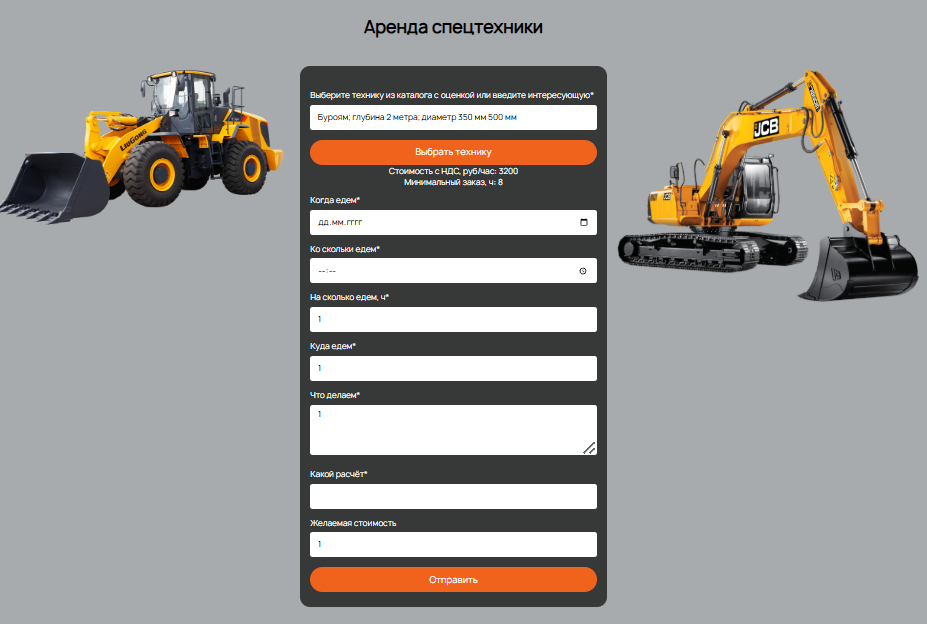 Аренда спецтехники
Выберите технику из каталога с оценкой или введите интересующую*
Буроям; глубина 2 метра; диаметр 350 мм 500 мм
Выбрать технику
Стоимость с НДС, руб/час: 3200
Минимальный заказ, ч: 8
Когда едем*
дд.мм.гггг
Ко скольки едем*
--:--
На сколько едем, ч*
1
Куда едем*
1
Что делаем*
1
Какой расчёт*
Желаемая стоимость
1
Отправить
LIUGONG
JCB